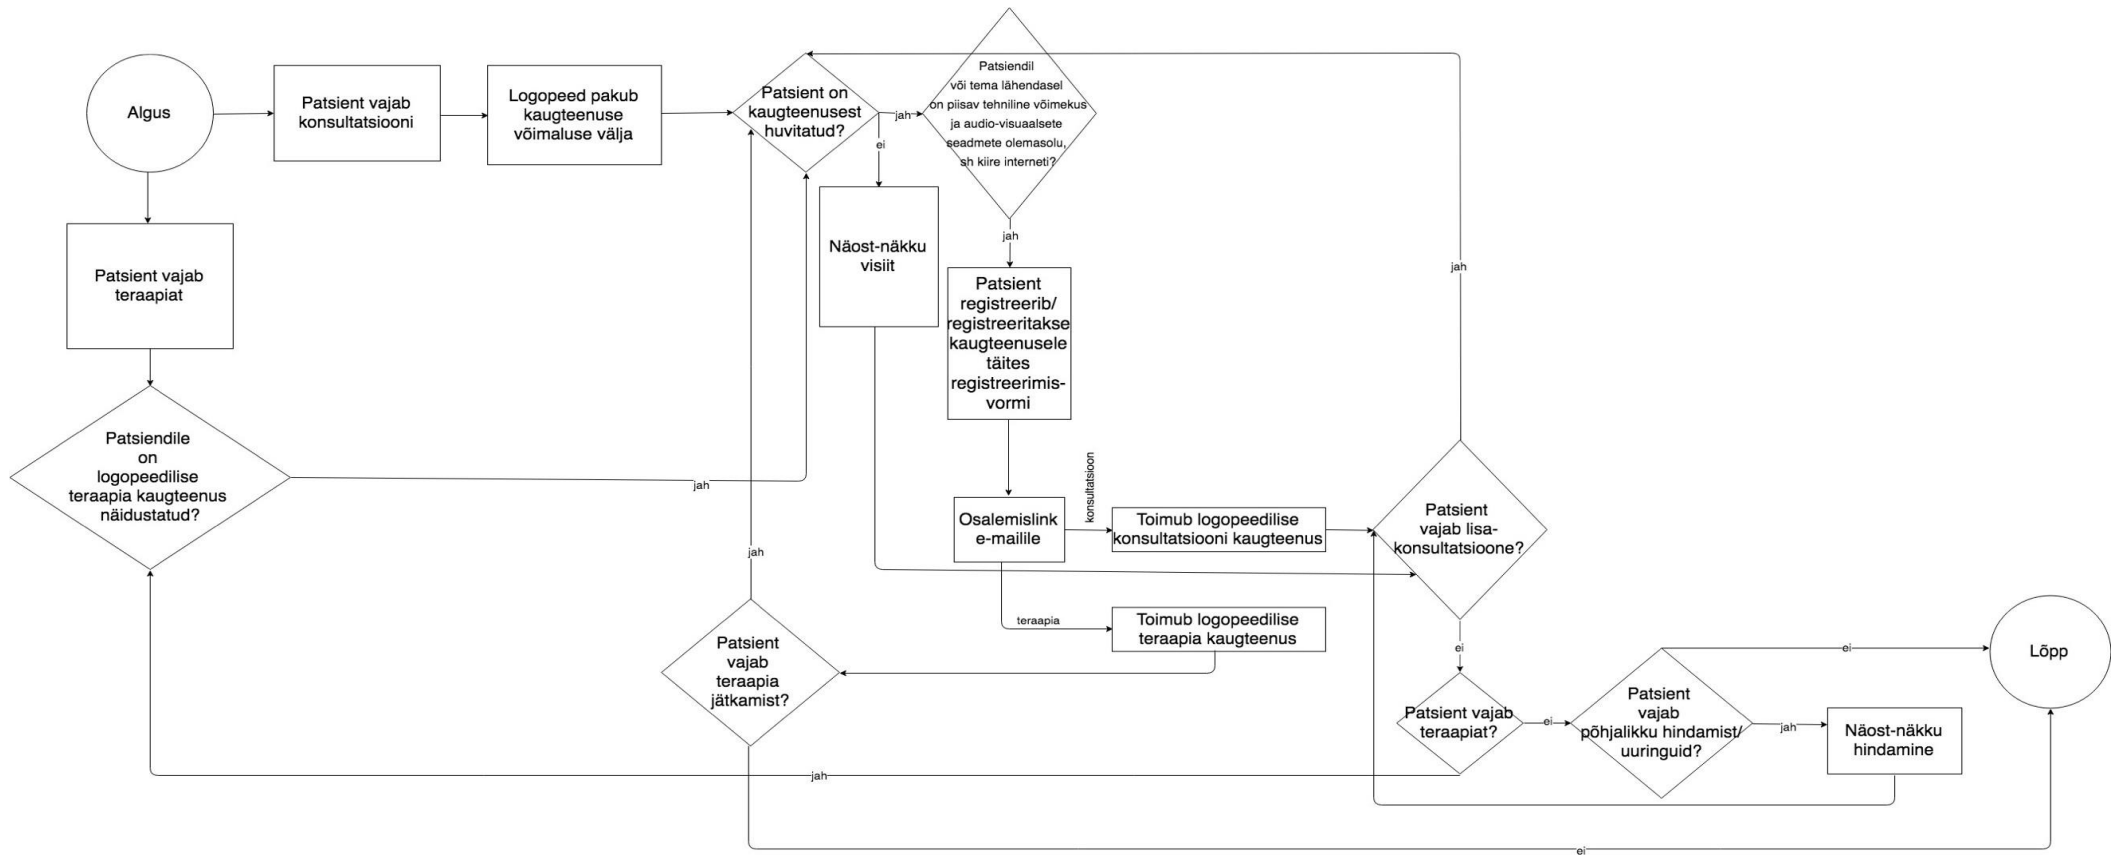 Algus
Patsient vajab
konsultatsiooni
Logopeed pakub
kaugteenuse
võimaluse välja
Patsient on
kaugteenusest
huvitatud?
jah
ei
Patsiendil
või tema lähendasel
on piisav tehniline võimekus
ja audio-visuaalsete
seadmete olemasolu,
sh kiire interneti?
jah
Näost-näkku
visiit
Patsient
registreerib/
registreeritakse
kaugteenusele
täites
registreerimis-
vormi
jah
Patsient vajab
teraapiat
Patsiendile
on
logopeedilise
teraapia kaugteenus
näidustatud?
jah
Osalemislink
e-mailile
konsultatsioon
Toimub logopeedilise
konsultatsiooni kaugteenus
Patsient
vajab lisa-
konsultatsioone?
jah
teraapia
Toimub logopeedilise
teraapia kaugteenus
Patsient
vajab
teraapia
jätkamist?
ei
Patsient vajab
teraapiat?
ei
Patsient
vajab
põhjalikku hindamist/
uuringuid?
ei
jah
Näost-näkku
hindamine
Lõpp
jah
ei